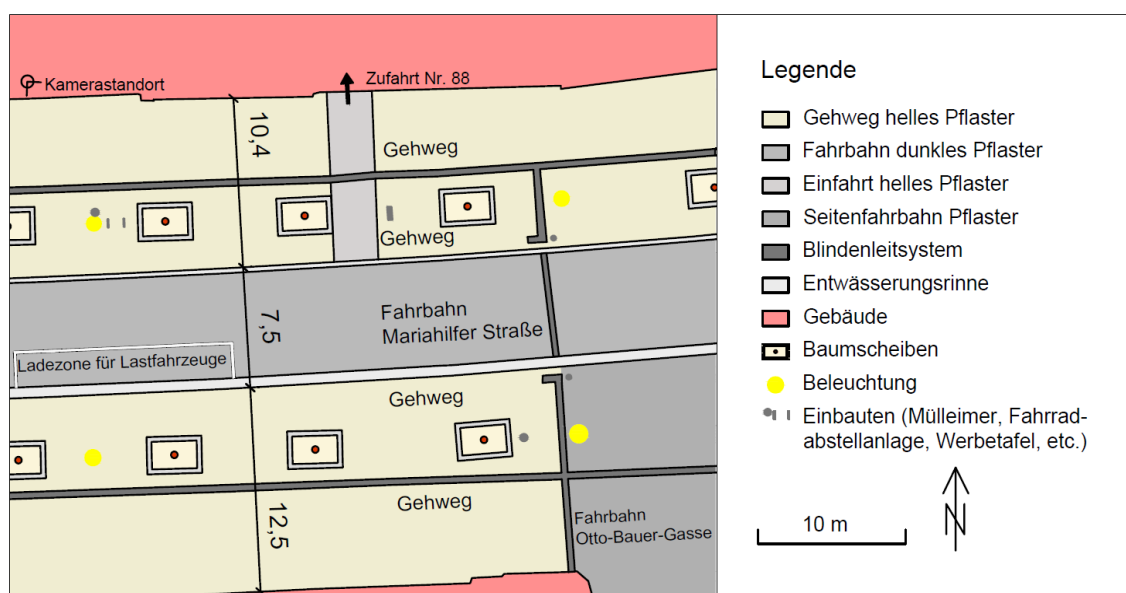 Kamerastandort
Zufahrt Nr. 88
10,4
Gehweg
Gehweg
7,5
Fahrbahn
Mariahilfer Straße
Ladezone für Lastfahrzeuge
Gehweg
12,5
Gehweg
Fahrbahn
Otto-Bauer-Gasse
Legende
Gehweg helles Pflaster
Fahrbahn dunkles Pflaster
Einfahrt helles Pflaster
Seitenfahrbahn Pflaster
Blindenleitsystem
Entwässerungsrinne
Gebäude
Baumscheiben
Beleuchtung
Einbauten (Mülleimer, Fahrrad-
abstellanlage, Werbetafel, etc.)
10 m
N